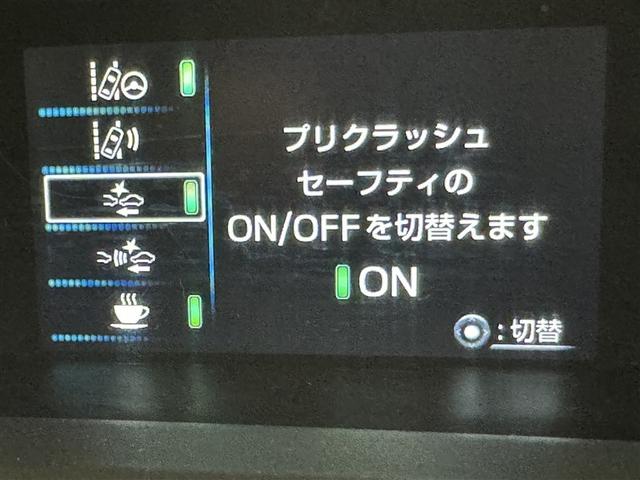 プリクラッシュ
セーフティの
ON/OFFを切替えます
ON
:切替